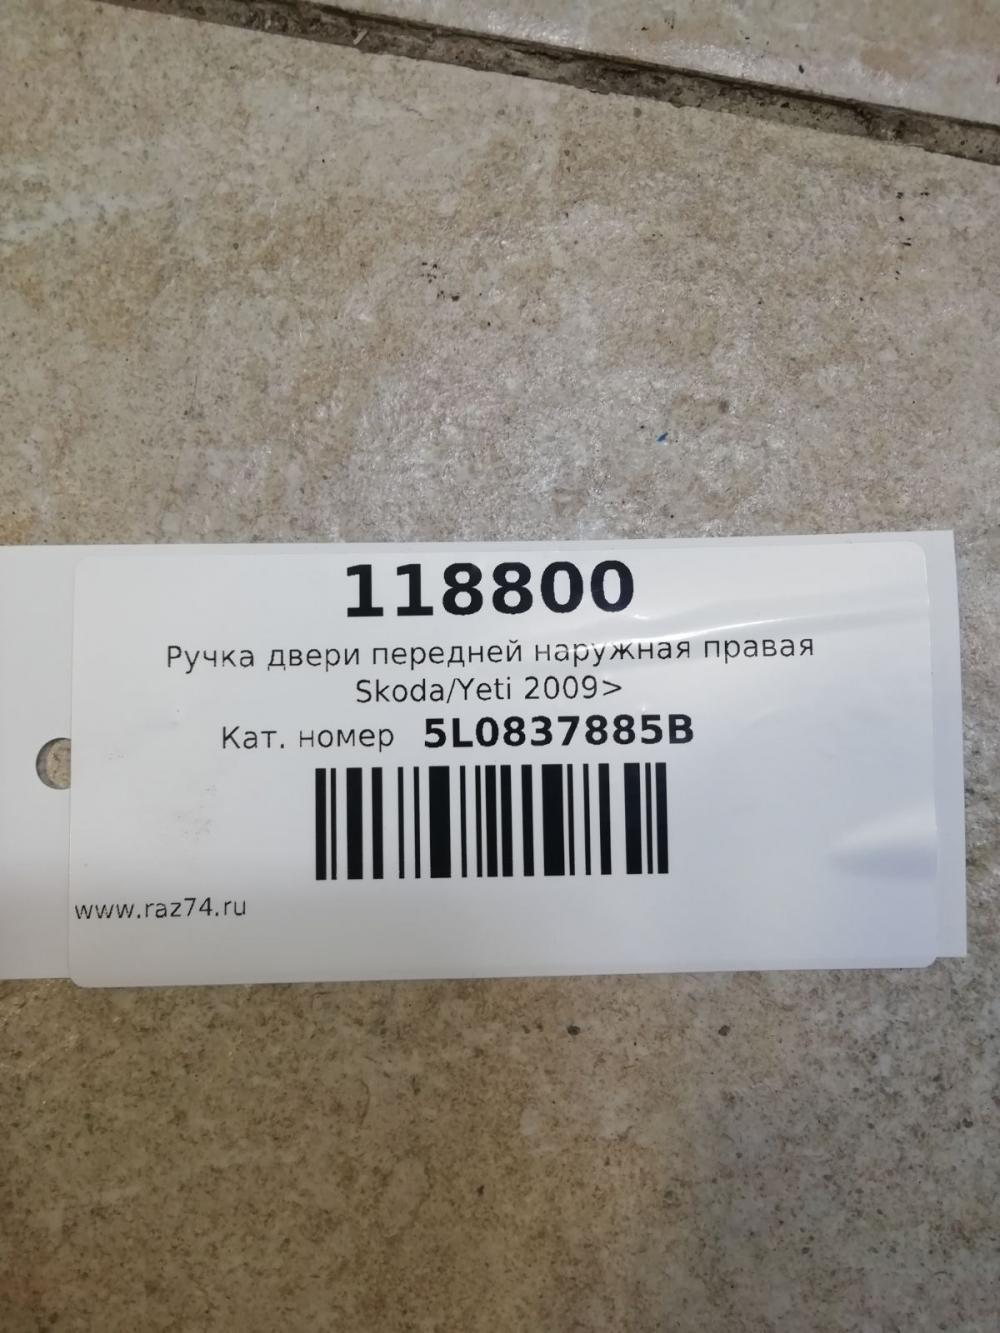 118800
Ручка двери передней наружная правая
Skoda/Yeti 2009>
Кат. номер 5L0837885B
www.raz74.ru